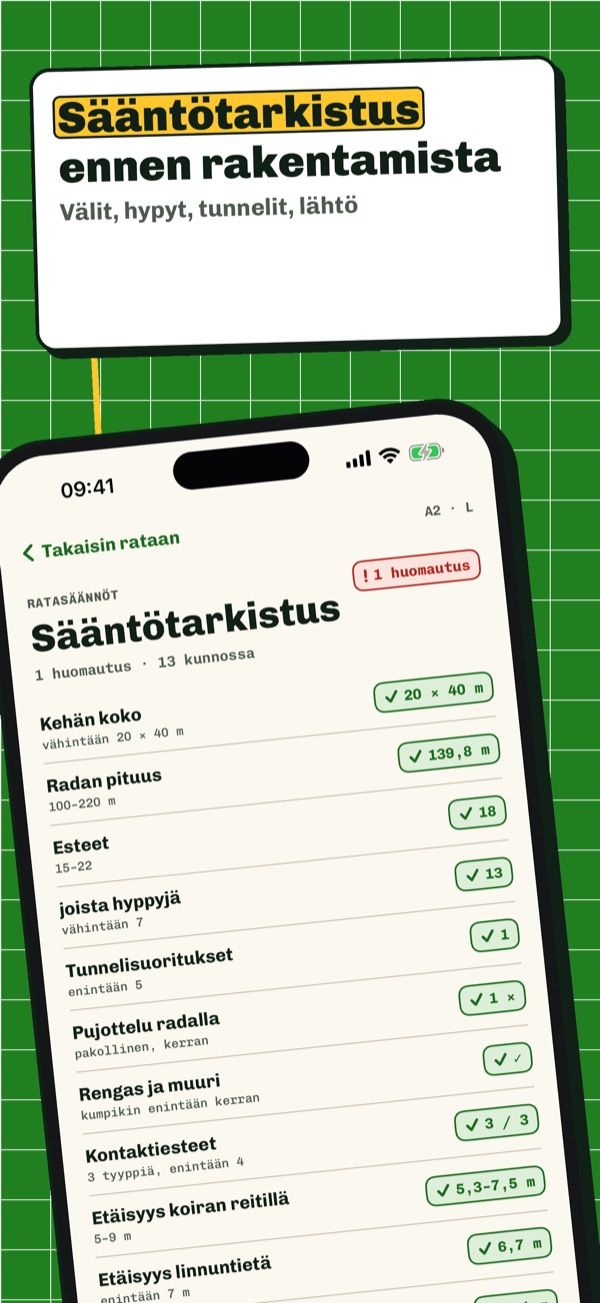 Sääntötarkistus
ennen rakentamista
Välit, hypyt, tunnelit, lähtö
09:41
Takaisin rataan
A2 · L
RATASÄÄNNÖT
! 1 huomautus
Sääntötarkistus
1 huomautus · 13 kunnossa
Kehän koko
✓ 20 × 40 m
vähintään 20 × 40 m
Radan pituus
✓ 139,8 m
100–220 m
Esteet
✓ 18
15–22
joista hyppyjä
✓ 13
vähintään 7
Tunnelisuoritukset
✓ 1
enintään 5
Pujottelu radalla
✓ 1 ×
pakollinen, kerran
Rengas ja muuri
✓ ✓
kumpikin enintään kerran
Kontaktiesteet
✓ 3 / 3
3 tyyppiä, enintään 4
Etäisyys koiran reitillä
✓ 5,3–7,5 m
5–9 m
Etäisyys linnuntietä
✓ 6,7 m
enintään 7 m